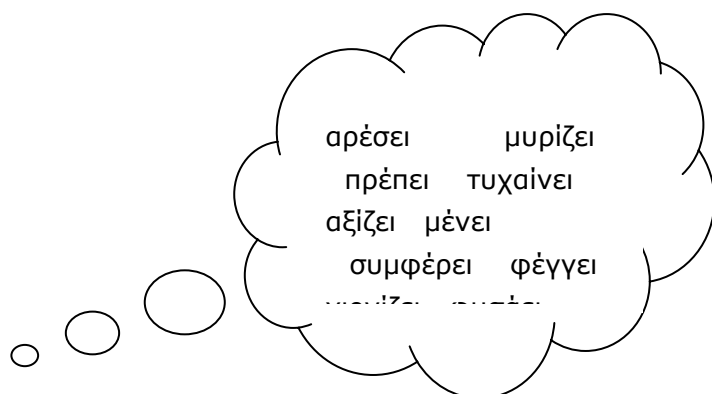 αρέσει μυρίζει
πρέπει τυχαίνει
αξίζει μένει
συμφέρει φέγγει